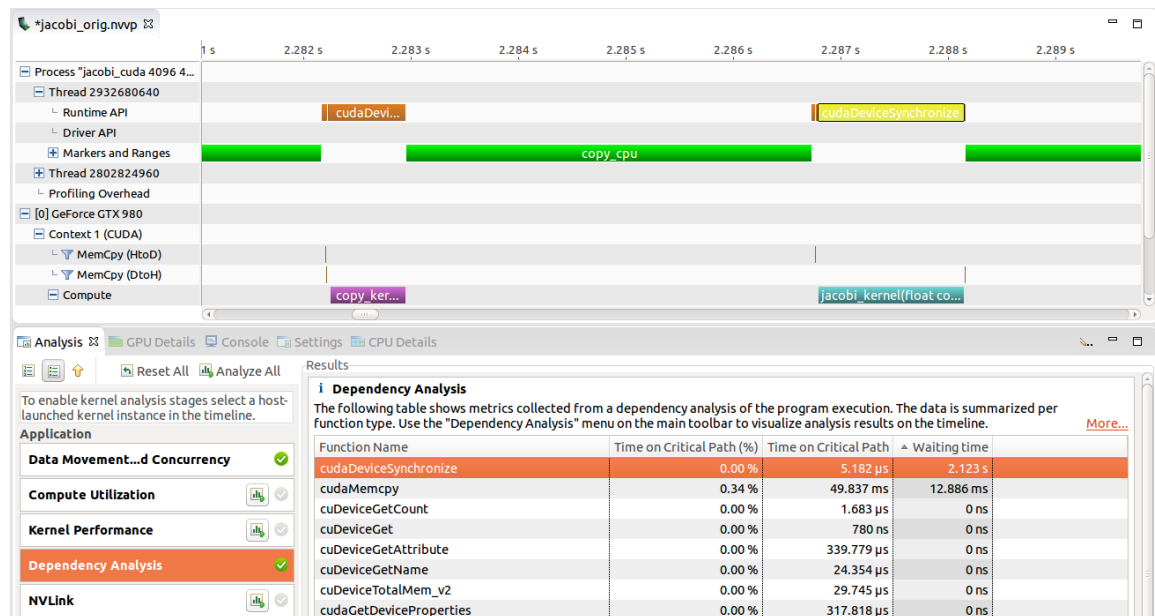 *jacobi_orig.nvvp
1 s 2.282 s 2.283 s 2.284 s 2.285 s 2.286 s 2.287 s 2.288 s 2.289 s
Process "jacobi_cuda 4096 4...
Thread 2932680640
Runtime API cudaDevi... cudaDeviceSynchronize
Driver API
Markers and Ranges copy_cpu
Thread 2802824960
Profiling Overhead
[0] GeForce GTX 980
Context 1 (CUDA)
MemCpy (HtoD)
MemCpy (DtoH)
Compute copy_ker... jacobi_kernel(float co...
Analysis GPU Details Console Settings CPU Details
Reset All Analyze All
To enable kernel analysis stages select a host-
launched kernel instance in the timeline.
Application
Data Movement...d Concurrency
Compute Utilization
Kernel Performance
Dependency Analysis
NVLink
Results
i Dependency Analysis
The following table shows metrics collected from a dependency analysis of the program execution. The data is summarized per
function type. Use the "Dependency Analysis" menu on the main toolbar to visualize analysis results on the timeline. More...
Function Name Time on Critical Path (%) Time on Critical Path Waiting time
cudaDeviceSynchronize 0.00 % 5.182 µs 2.123 s
cudaMemcpy 0.34 % 49.837 ms 12.886 ms
cuDeviceGetCount 0.00 % 1.683 µs 0 ns
cuDeviceGet 0.00 % 780 ns 0 ns
cuDeviceGetAttribute 0.00 % 339.779 µs 0 ns
cuDeviceGetName 0.00 % 24.354 µs 0 ns
cuDeviceTotalMem_v2 0.00 % 29.745 µs 0 ns
cudaGetDeviceProperties 0.00 % 317.818 µs 0 ns